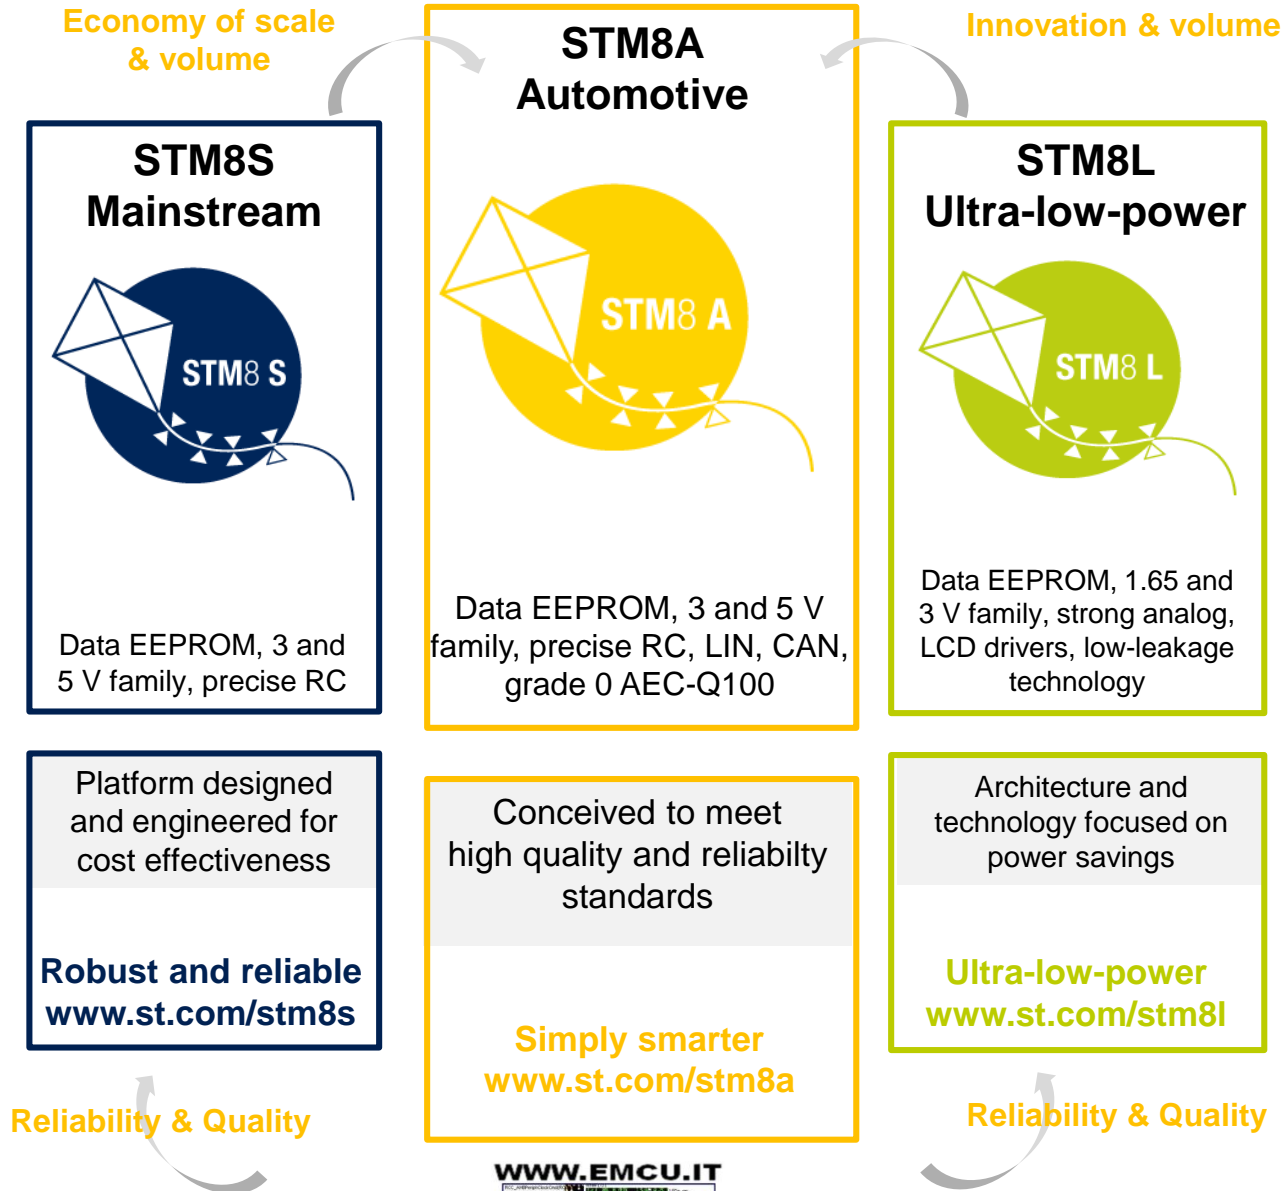 Economy of scale
& volume
STM8A
Automotive
Innovation & volume
STM8S
Mainstream
STM8 S
Data EEPROM, 3 and
5 V family, precise RC
STM8 A
Data EEPROM, 3 and 5 V
family, precise RC, LIN, CAN,
grade 0 AEC-Q100
STM8L
Ultra-low-power
STM8 L
Data EEPROM, 1.65 and
3 V family, strong analog,
LCD drivers, low-leakage
technology
Platform designed
and engineered for
cost effectiveness
Robust and reliable
www.st.com/stm8s
Conceived to meet
high quality and reliabilty
standards
Simply smarter
www.st.com/stm8a
Architecture and
technology focused on
power savings
Ultra-low-power
www.st.com/stm8l
Reliability & Quality
Reliability & Quality
WWW.EMCU.IT